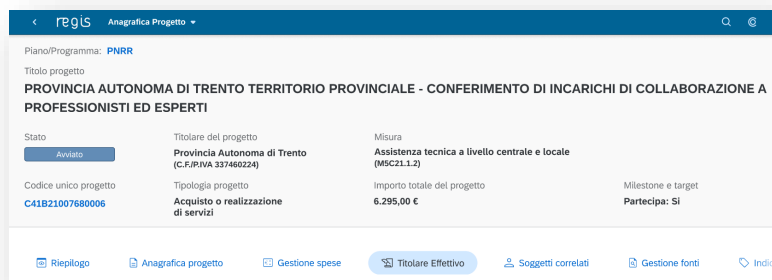 regis Anagrafica Progetto
Piano/Programma: PNRR
Titolo progetto
PROVINCIA AUTONOMA DI TRENTO TERRITORIO PROVINCIALE - CONFERIMENTO DI INCARICHI DI COLLABORAZIONE A
PROFESSIONISTI ED ESPERTI
Stato Titolare del progetto Misura
Avviato Provincia Autonoma di Trento Assistenza tecnica a livello centrale e locale
(C.F./P.IVA 337460224) (M5C21.1.2)
Codice unico progetto Tipologia progetto Importo totale del progetto Milestone e target
C41B21007680006 Acquisto o realizzazione 6.295,00 € Partecipa: Si
di servizi
Riepilogo Anagrafica progetto Gestione spese Titolare Effettivo Soggetti correlati Gestione fonti